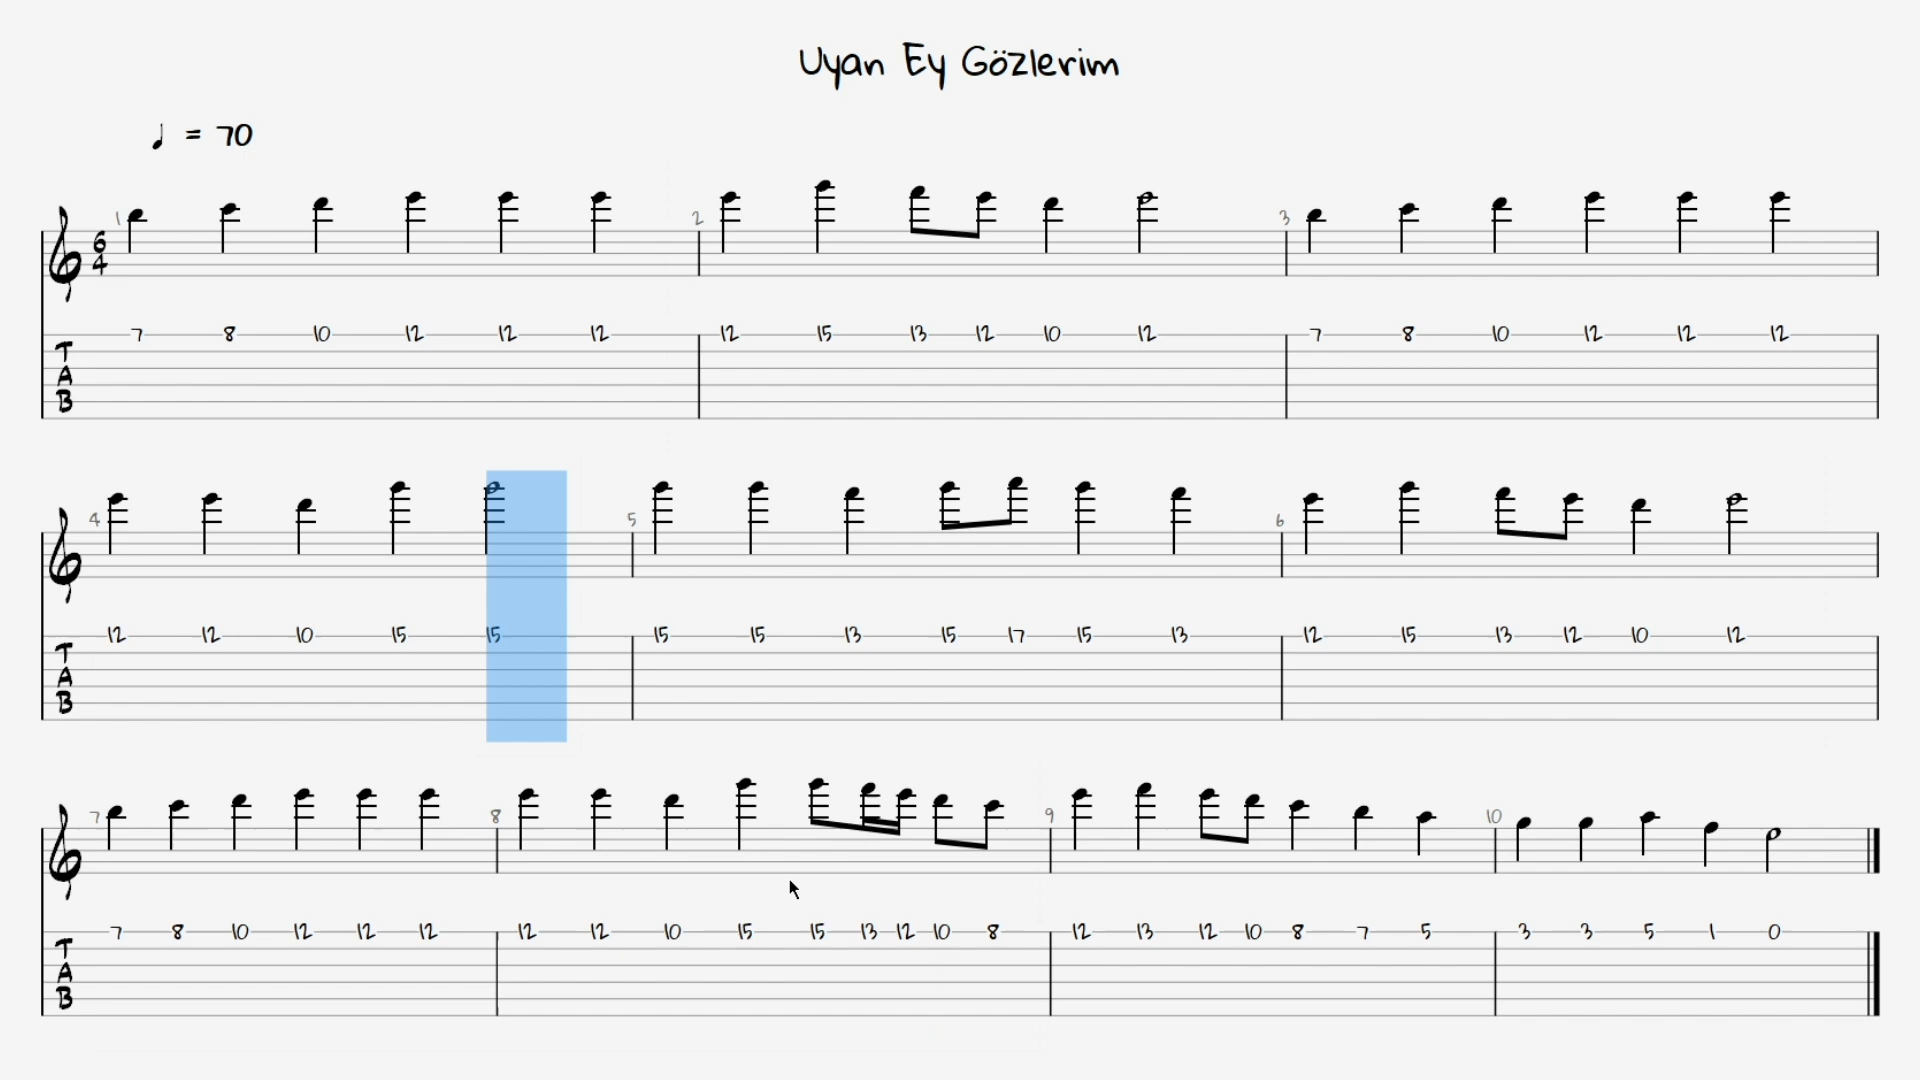 Uyan Ey Gözlerim
= 70
1 2 3
6
4
7 8 10 12 12 12 12 15 13 12 10 12 7 8 10 12 12 12
T
A
B
4 5 6
12 12 10 15 15 15 15 13 15 17 15 13 12 15 13 12 10 12
T
A
B
7 8 9 10
7 8 10 12 12 12 12 12 10 15 15 13 12 10 8 12 13 12 10 8 7 5 3 3 5 1 0
T
A
B